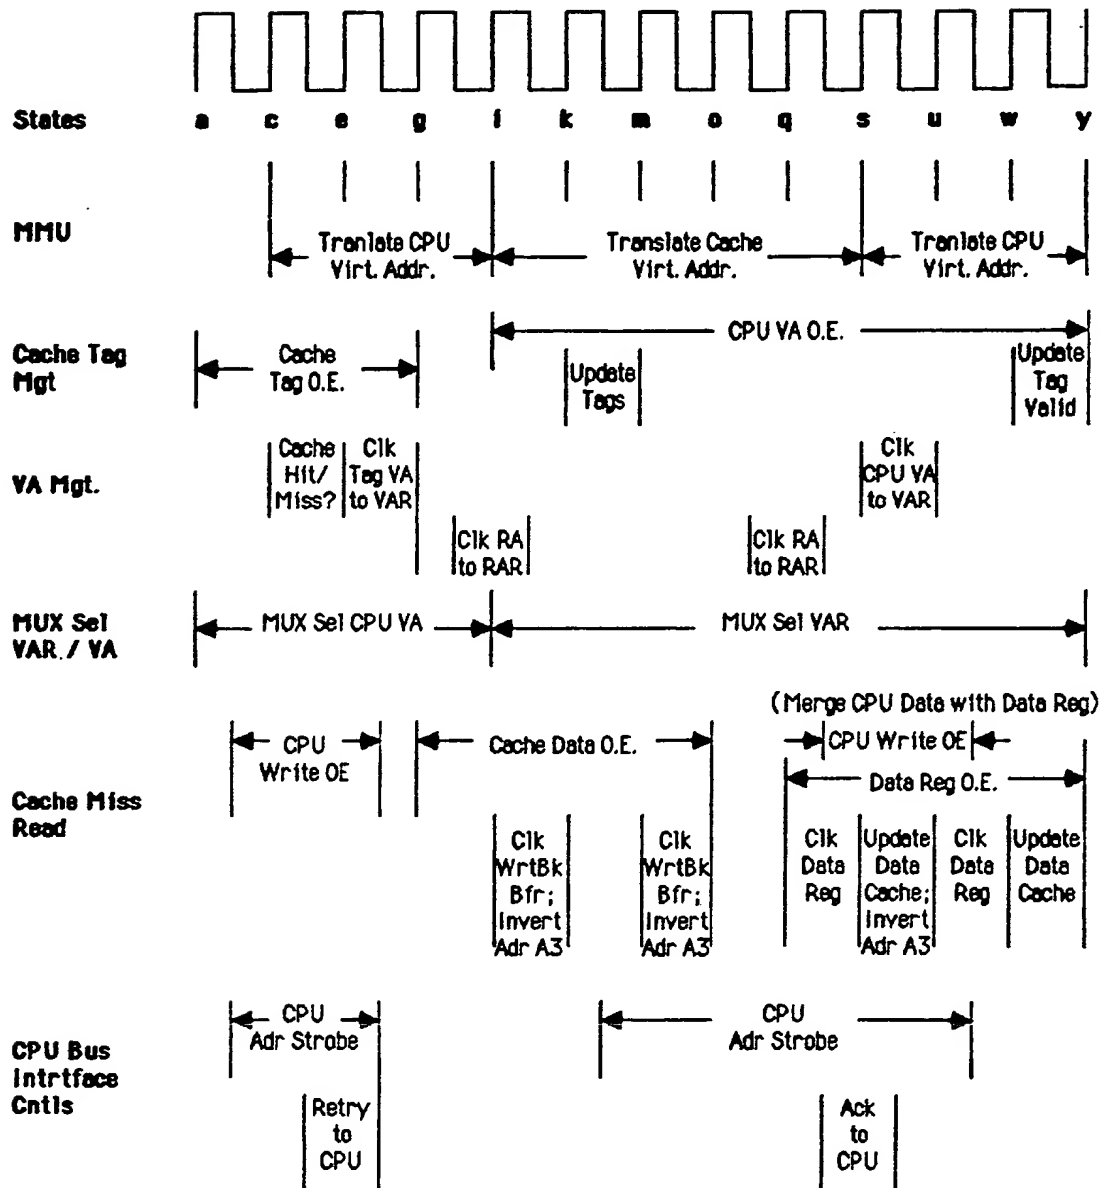 States a c e g i k m o q s u w y
MMU
Tranlate CPU
Virt. Addr.
Translate Cache
Virt. Addr.
Tranlate CPU
Virt. Addr.
Cache Tag
Mgt
Cache
Tag O.E.
CPU VA O.E.
Update
Tags
Update
Tag
Valid
VA Mgt.
Cache
Hit/
Miss?
Clk
Tag VA
to VAR
Clk
CPU VA
to VAR
Clk RA
to RAR
Clk RA
to RAR
MUX Sel
VAR / VA
MUX Sel CPU VA
MUX Sel VAR
Cache Miss
Read
CPU
Write OE
Cache Data O.E.
(Merge CPU Data with Data Reg)
CPU Write OE
Data Reg O.E.
Clk
WrtBk
Bfr;
Invert
Adr A3
Clk
WrtBk
Bfr;
Invert
Adr A3
Clk
Data
Reg
Update
Data
Cache;
Invert
Adr A3
Clk
Data
Reg
Update
Data
Cache
CPU Bus
Intrtface
Cntls
CPU
Adr Strobe
CPU
Adr Strobe
Retry
to
CPU
Ack
to
CPU